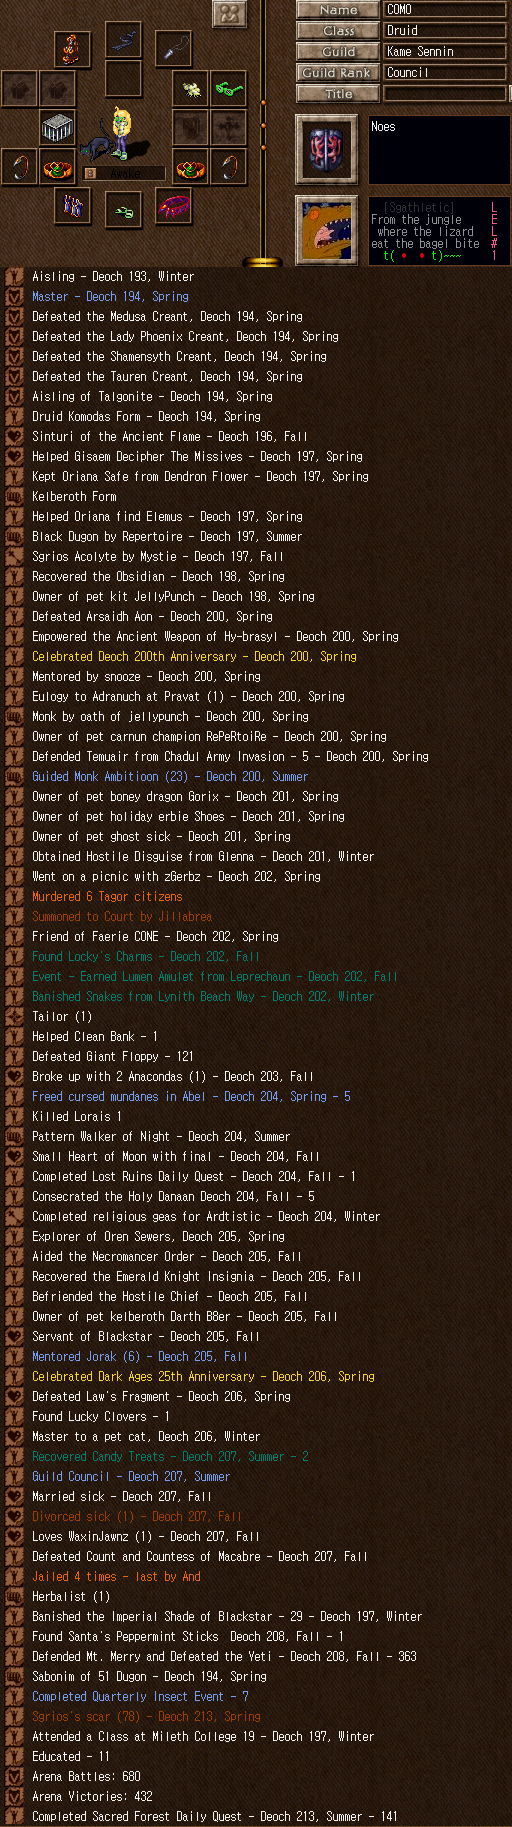 Name COMO
Class Druid
Guild Kame Sennin
Guild Rank Council
Title
Noes
B Awake
[Sgathletic] L
From the jungle E
where the lizard L
eat the bagel bite #
t( • • t)~~~ 1
Aisling - Deoch 193, Winter
Master - Deoch 194, Spring
Defeated the Medusa Creant, Deoch 194, Spring
Defeated the Lady Phoenix Creant, Deoch 194, Spring
Defeated the Shamensyth Creant, Deoch 194, Spring
Defeated the Tauren Creant, Deoch 194, Spring
Aisling of Talgonite - Deoch 194, Spring
Druid Komodas Form - Deoch 194, Spring
Sinturi of the Ancient Flame - Deoch 196, Fall
Helped Gisaem Decipher The Missives - Deoch 197, Spring
Kept Oriana Safe from Dendron Flower - Deoch 197, Spring
Kelberoth Form
Helped Oriana find Elemus - Deoch 197, Spring
Black Dugon by Repertoire - Deoch 197, Summer
Sgrios Acolyte by Mystie - Deoch 197, Fall
Recovered the Obsidian - Deoch 198, Spring
Owner of pet kit JellyPunch - Deoch 198, Spring
Defeated Arsaidh Aon - Deoch 200, Spring
Empowered the Ancient Weapon of Hy-brasyl - Deoch 200, Spring
Celebrated Deoch 200th Anniversary - Deoch 200, Spring
Mentored by snooze - Deoch 200, Spring
Eulogy to Adranuch at Pravat (1) - Deoch 200, Spring
Monk by oath of jellypunch - Deoch 200, Spring
Owner of pet carnun champion RePeRtoiRe - Deoch 200, Spring
Defended Temuair from Chadul Army Invasion - 5 - Deoch 200, Spring
Guided Monk Ambitioon (23) - Deoch 200, Summer
Owner of pet boney dragon Gorix - Deoch 201, Spring
Owner of pet holiday erbie Shoes - Deoch 201, Spring
Owner of pet ghost sick - Deoch 201, Spring
Obtained Hostile Disguise from Glenna - Deoch 201, Winter
Went on a picnic with zGerbz - Deoch 202, Spring
Murdered 6 Tagor citizens
Summoned to Court by Jillabrea
Friend of Faerie CONE - Deoch 202, Spring
Found Locky's Charms - Deoch 202, Fall
Event - Earned Lumen Amulet from Leprechaun - Deoch 202, Fall
Banished Snakes from Lynith Beach Way - Deoch 202, Winter
Tailor (1)
Helped Clean Bank - 1
Defeated Giant Floppy - 121
Broke up with 2 Anacondas (1) - Deoch 203, Fall
Freed cursed mundanes in Abel - Deoch 204, Spring - 5
Killed Lorais 1
Pattern Walker of Night - Deoch 204, Summer
Small Heart of Moon with final - Deoch 204, Fall
Completed Lost Ruins Daily Quest - Deoch 204, Fall - 1
Consecrated the Holy Danaan Deoch 204, Fall - 5
Completed religious geas for Ardtistic - Deoch 204, Winter
Explorer of Oren Sewers, Deoch 205, Spring
Aided the Necromancer Order - Deoch 205, Fall
Recovered the Emerald Knight Insignia - Deoch 205, Fall
Befriended the Hostile Chief - Deoch 205, Fall
Owner of pet kelberoth Darth B8er - Deoch 205, Fall
Servant of Blackstar - Deoch 205, Fall
Mentored Jorak (6) - Deoch 205, Fall
Celebrated Dark Ages 25th Anniversary - Deoch 206, Spring
Defeated Law's Fragment - Deoch 206, Spring
Found Lucky Clovers - 1
Master to a pet cat, Deoch 206, Winter
Recovered Candy Treats - Deoch 207, Summer - 2
Guild Council - Deoch 207, Summer
Married sick - Deoch 207, Fall
Divorced sick (1) - Deoch 207, Fall
Loves WaxinJawnz (1) - Deoch 207, Fall
Defeated Count and Countess of Macabre - Deoch 207, Fall
Jailed 4 times - last by And
Herbalist (1)
Banished the Imperial Shade of Blackstar - 29 - Deoch 197, Winter
Found Santa's Peppermint Sticks  Deoch 208, Fall - 1
Defended Mt. Merry and Defeated the Yeti - Deoch 208, Fall - 363
Sabonim of 51 Dugon - Deoch 194, Spring
Completed Quarterly Insect Event - 7
Sgrios's scar (78) - Deoch 213, Spring
Attended a Class at Mileth College 19 - Deoch 197, Winter
Educated - 11
Arena Battles: 680
Arena Victories: 432
Completed Sacred Forest Daily Quest - Deoch 213, Summer - 141